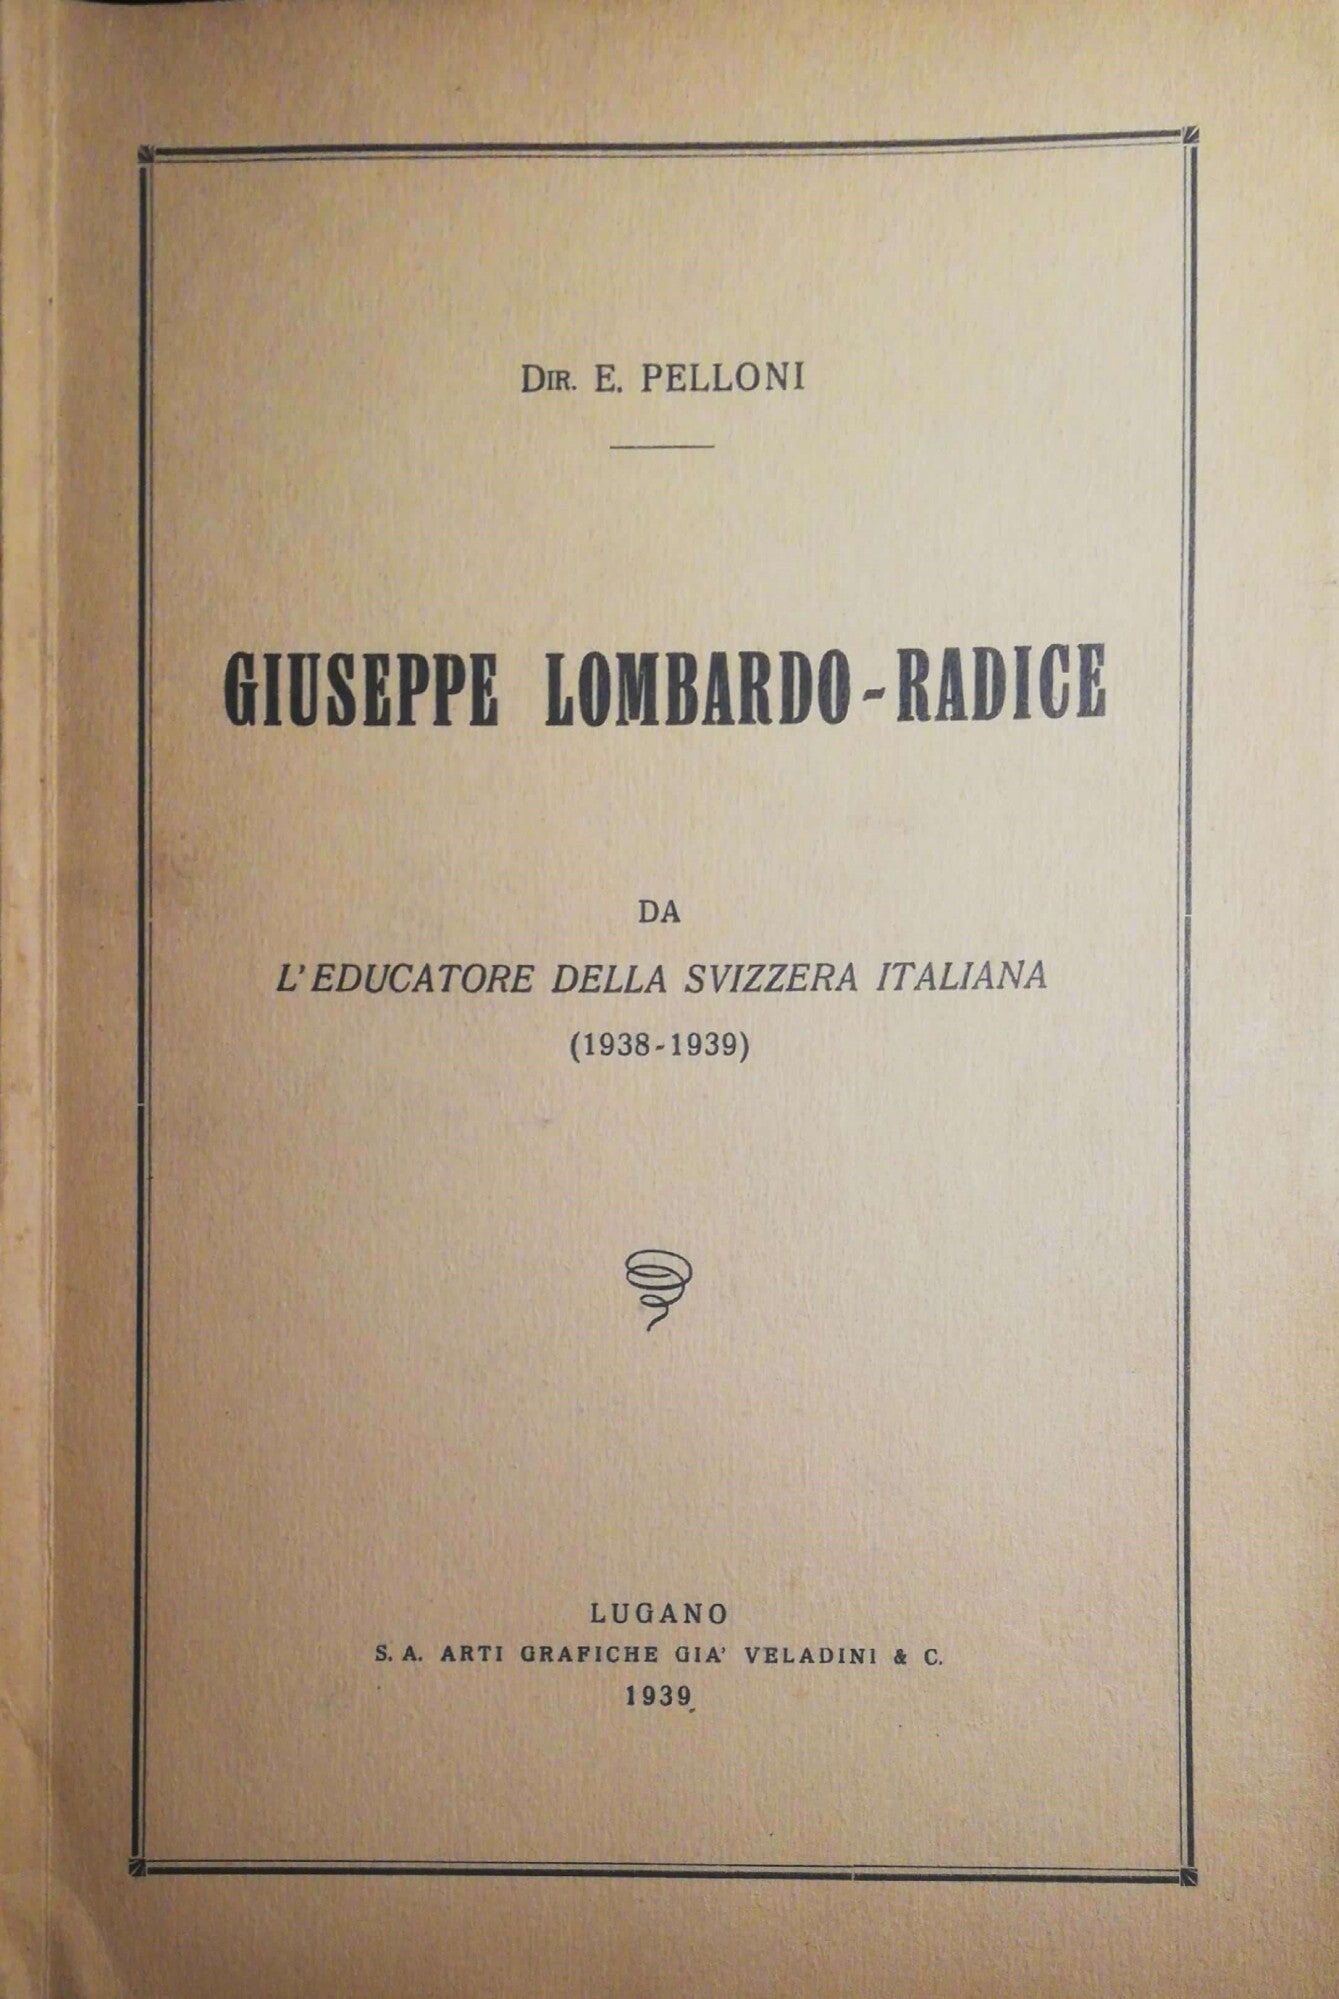 DIR. E. PELLONI
GIUSEPPE LOMBARDO-RADICE
DA
L'EDUCATORE DELLA SVIZZERA ITALIANA
(1938-1939)
LUGANO
S. A. ARTI GRAFICHE GIA' VELADINI & C.
1939